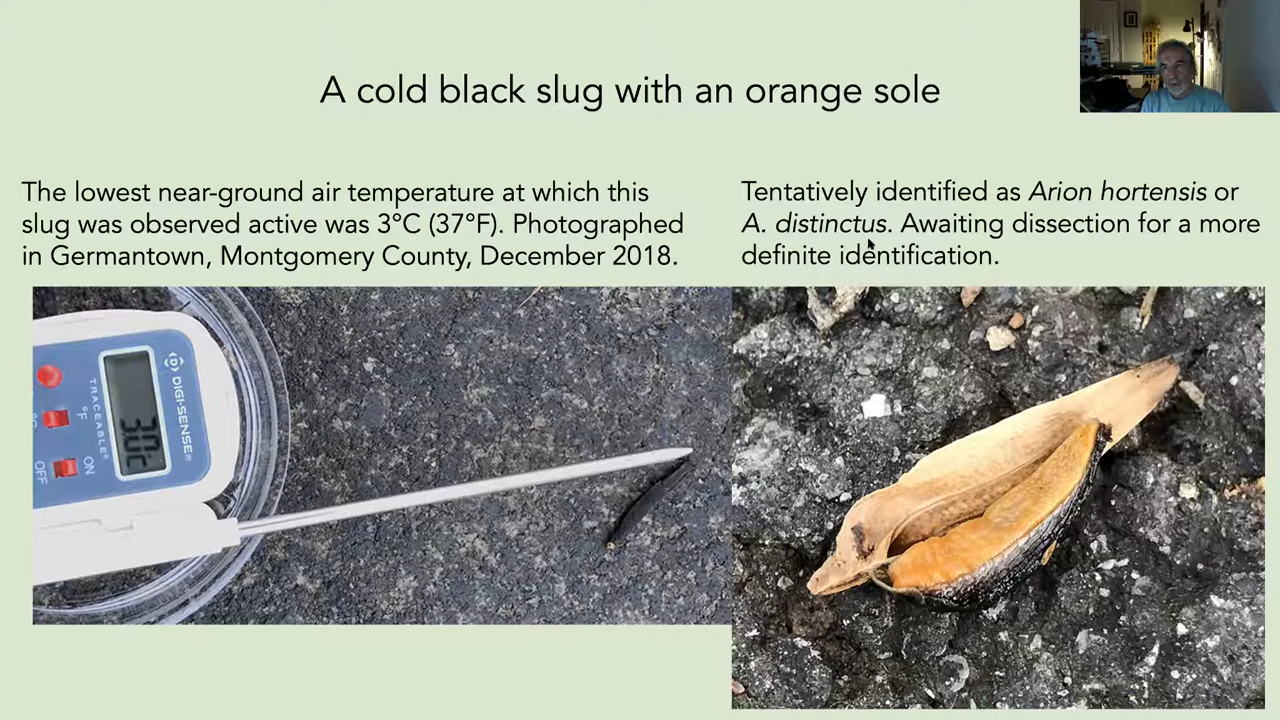 A cold black slug with an orange sole
The lowest near-ground air temperature at which this
slug was observed active was 3°C (37°F). Photographed
in Germantown, Montgomery County, December 2018.
Tentatively identified as Arion hortensis or
A. distinctus. Awaiting dissection for a more
definite identification.
3.0°C
DIGI-SENSE®
TRACEABLE®
°F
°C
ON
OFF